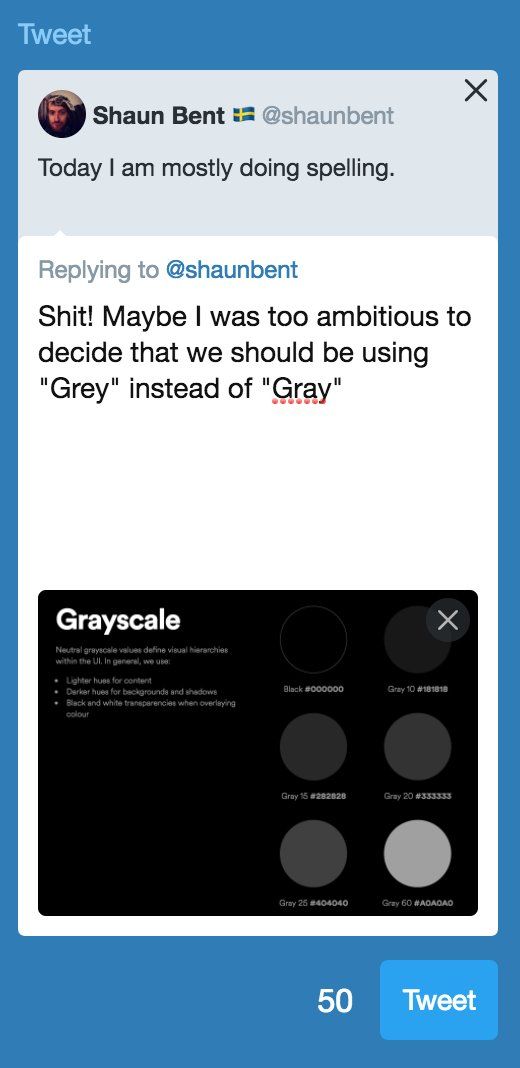 Tweet
Shaun Bent 🇸🇪 @shaunbent
Today I am mostly doing spelling.
Replying to @shaunbent
Shit! Maybe I was too ambitious to
decide that we should be using
"Grey" instead of "Gray"
Grayscale
Neutral grayscale values define visual hierarchies
within the UI. In general, we use:
• Lighter hues for content
• Darker hues for backgrounds and shadows
• Black and white transparencies when overlaying
colour
Black #000000 Gray 10 #181818
Gray 15 #282828 Gray 20 #333333
Gray 25 #404040 Gray 60 #A0A0A0
50 Tweet